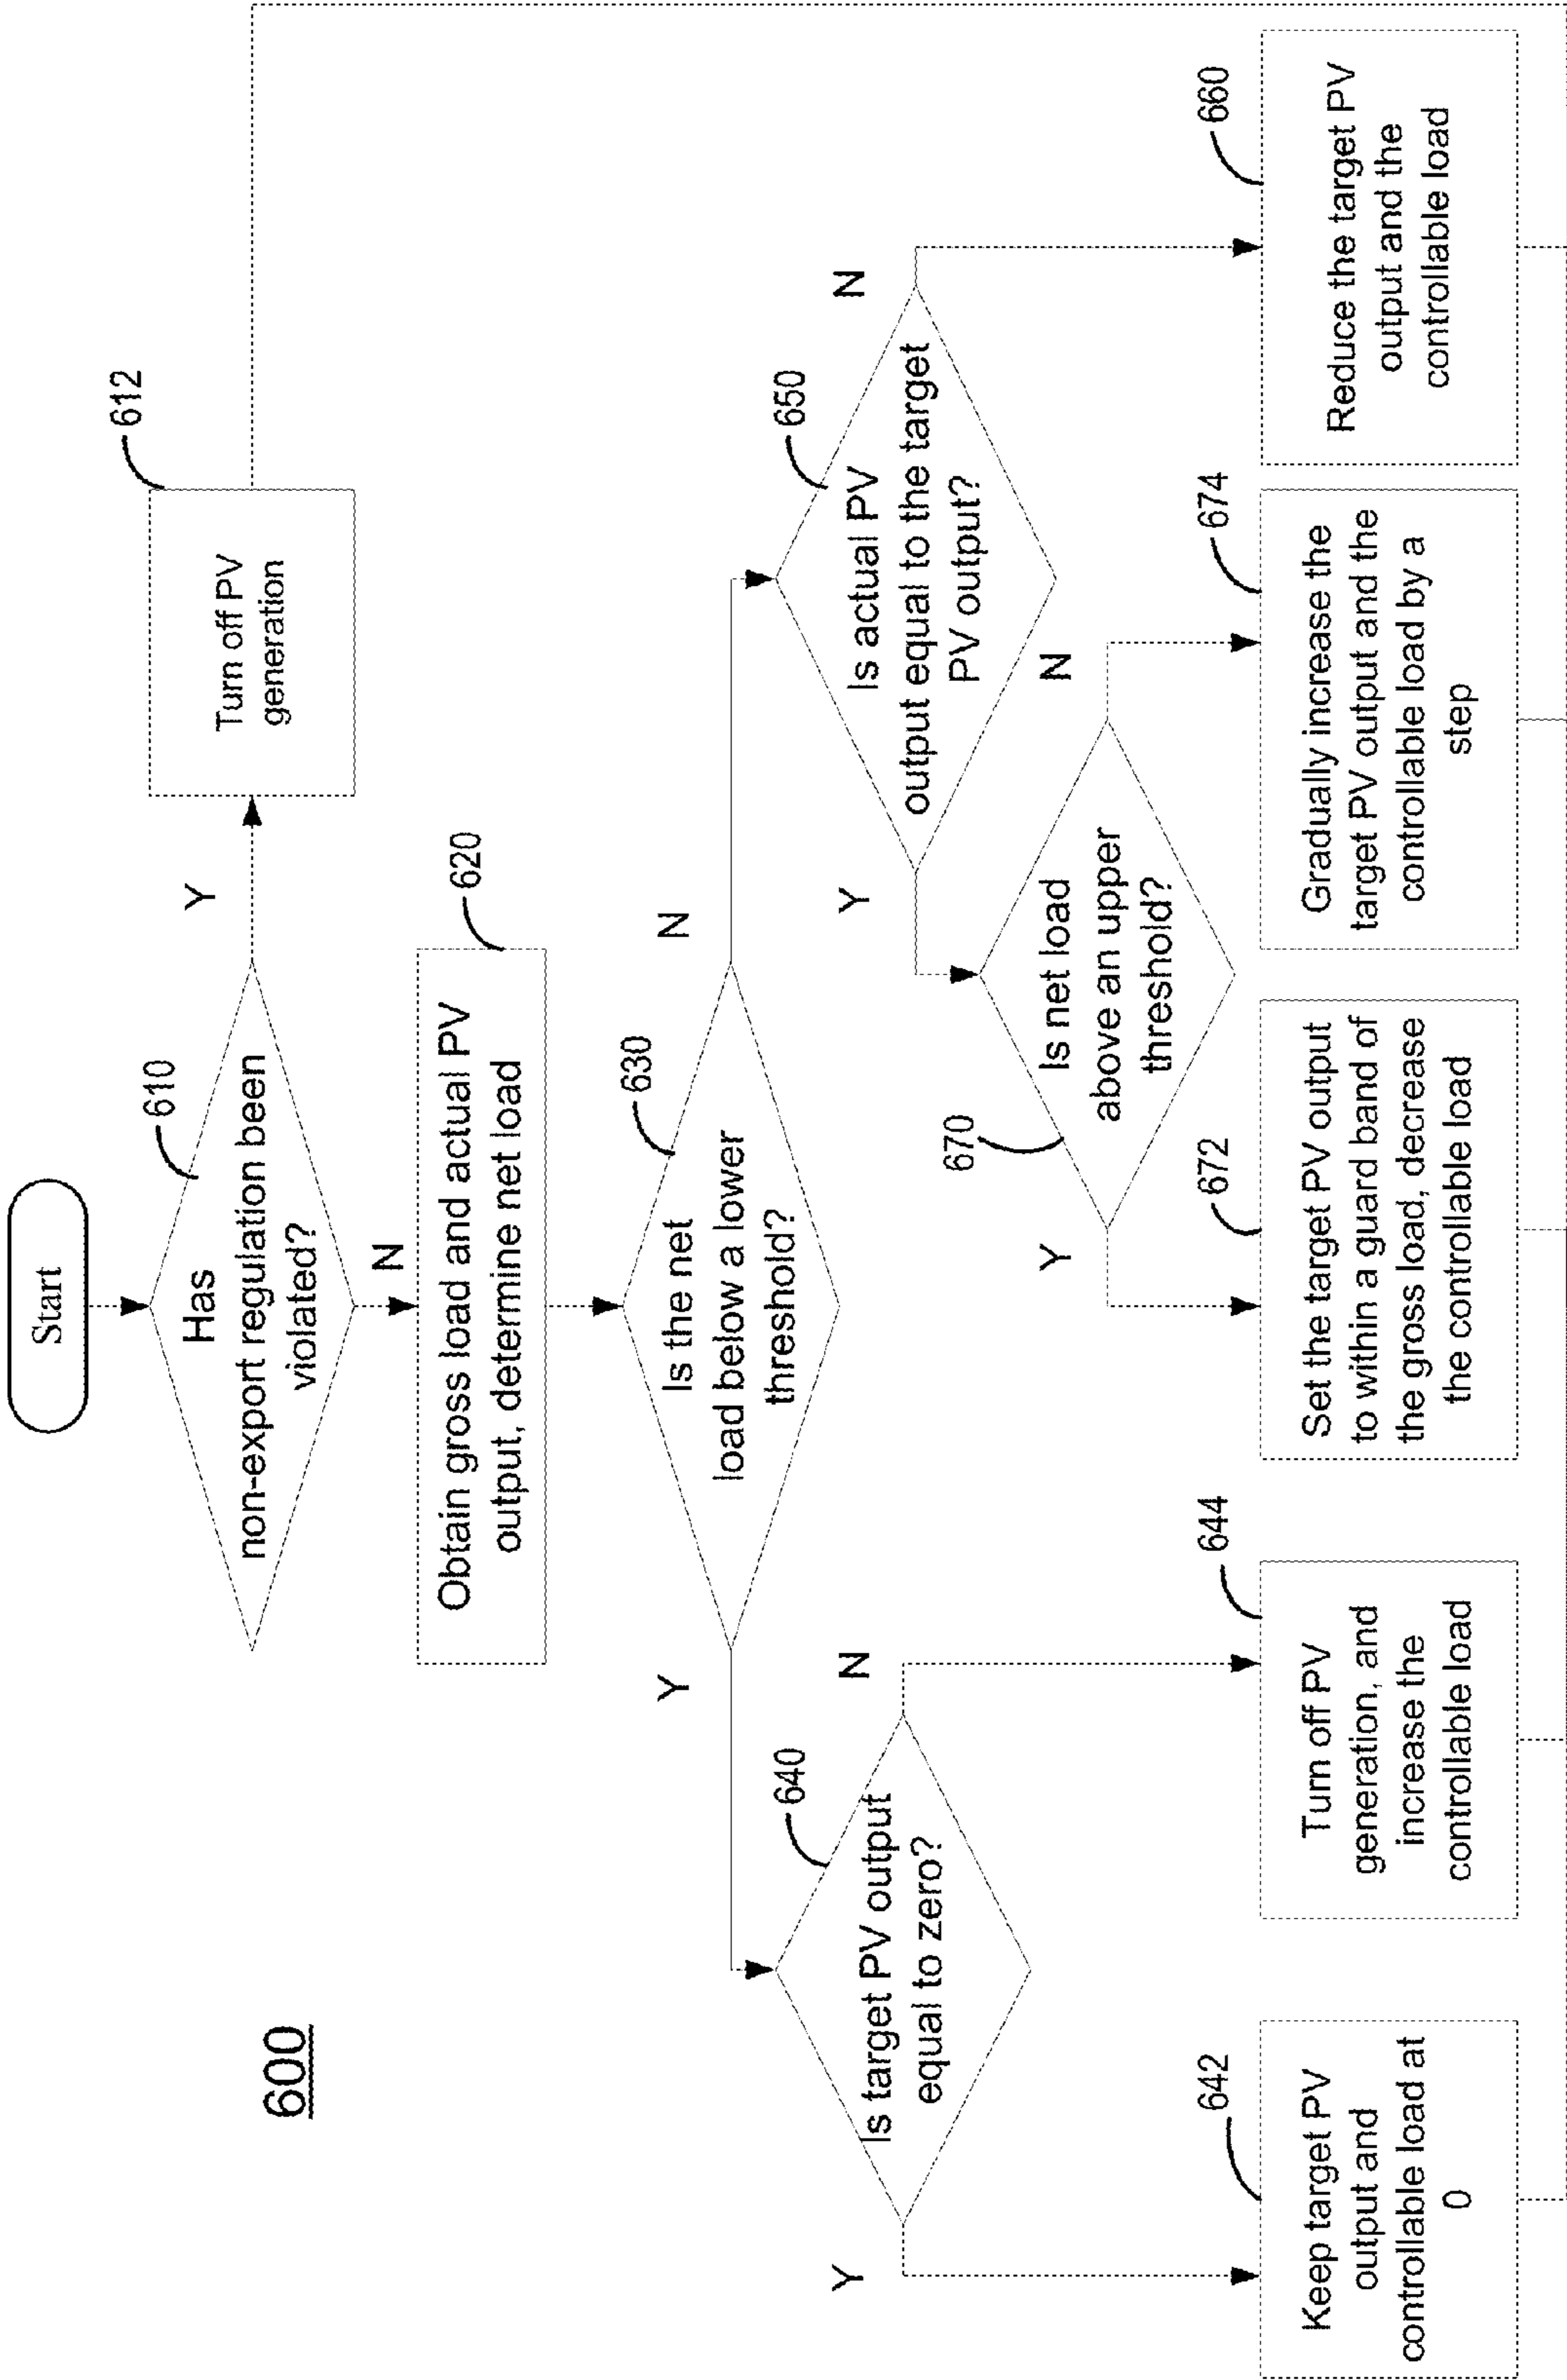 600
Start
610
Has
non-export regulation been
violated?
Y
612
Turn off PV
generation
N
620
Obtain gross load and actual PV
output, determine net load
630
Is the net
load below a lower
threshold?
Y
N
640
Is target PV output
equal to zero?
Y
N
650
Is actual PV
output equal to the target
PV output?
Y
N
670
Is net load
above an upper
threshold?
Y
N
642
Keep target PV
output and
controllable load at
0
644
Turn off PV
generation, and
increase the
controllable load
672
Set the target PV output
to within a guard band of
the gross load, decrease
the controllable load
674
Gradually increase the
target PV output and the
controllable load by a
step
660
Reduce the target PV
output and the
controllable load